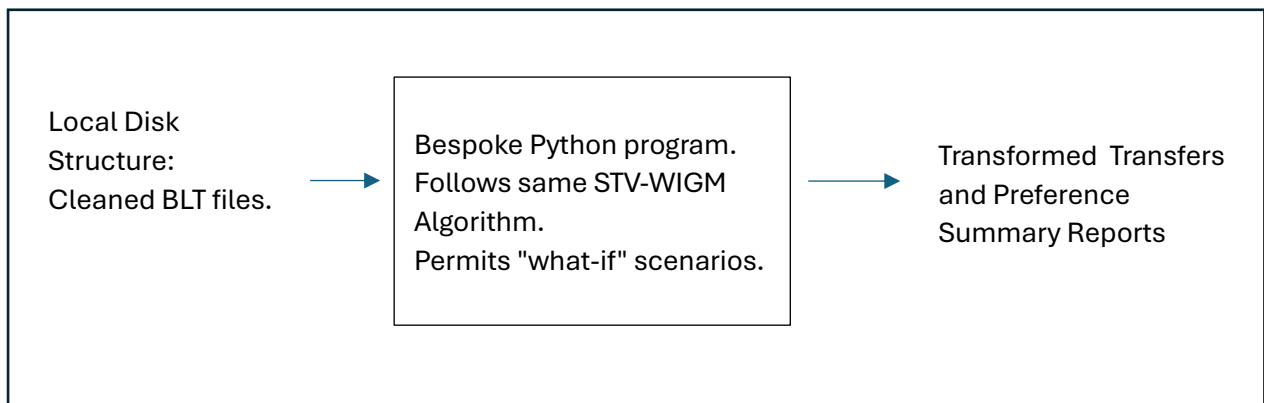 Local Disk
Structure:
Cleaned BLT files.
Bespoke Python program.
Follows same STV-WIGM
Algorithm.
Permits "what-if" scenarios.
Transformed Transfers
and Preference
Summary Reports